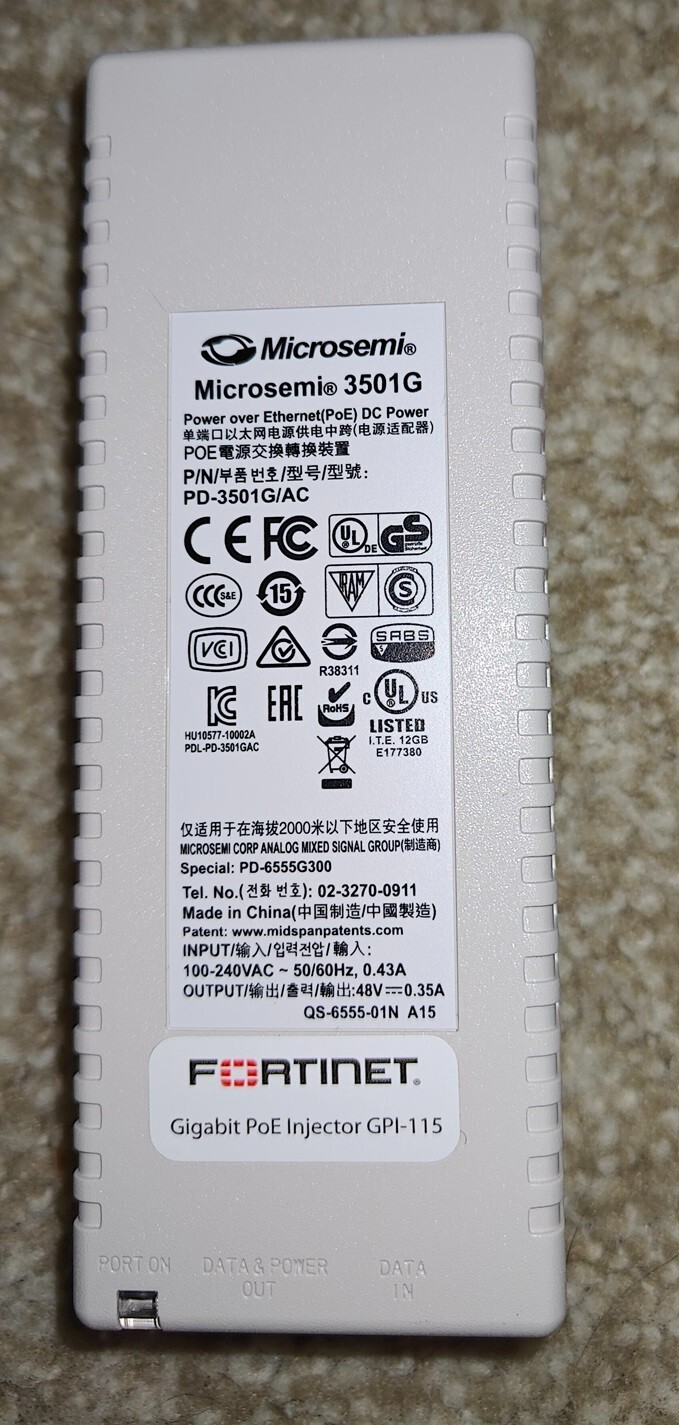 Microsemi®
Microsemi® 3501G
Power over Ethernet(PoE) DC Power
单端口以太网电源供电中跨(电源适配器)
POE電源交換轉換裝置
P/N/부품 번호/型号/型號:
PD-3501G/AC
CE FC UL DE GS
CCC S&E 15 IRAM S
VCI SABS
R38311
EAC RoHS c UL US
LISTED
HU10577-10002A
I.T.E. 12GB
PDL-PD-3501GAC
E177380
仅适用于在海拔2000米以下地区安全使用
MICROSEMI CORP ANALOG MIXED SIGNAL GROUP(制造商)
Special: PD-6555G300
Tel. No.(전화 번호): 02-3270-0911
Made in China(中国制造/中國製造)
Patent: www.midspanpatents.com
INPUT/输入/입력전압/輸入:
100-240VAC ~ 50/60Hz, 0.43A
OUTPUT/输出/출력/輸出:48V⎓0.35A
QS-6555-01N A15
FORTINET®
Gigabit PoE Injector GPI-115
PORT ON DATA & POWER OUT DATA IN